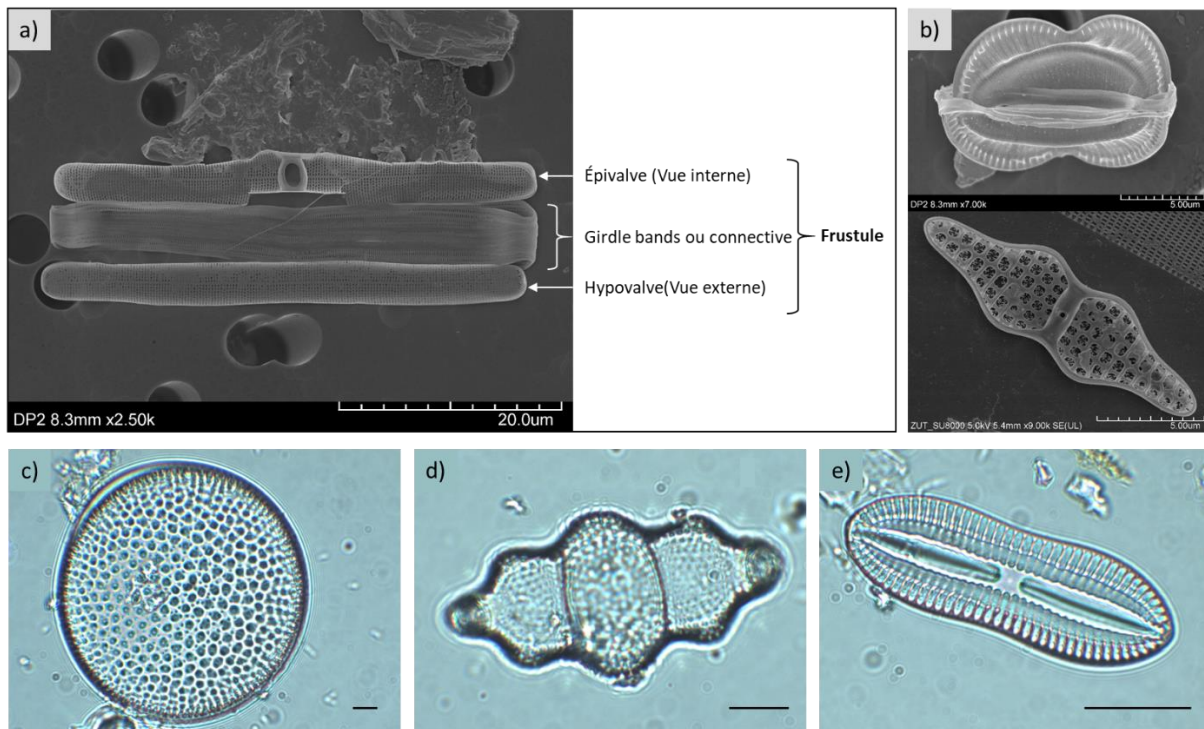 a)
Épivalve (Vue interne)
Girdle bands ou connective
Frustule
Hypovalve(Vue externe)
DP2 8.3mm x2.50k
20.0um
b)
DP2 8.3mm x7.00k
5.00um
ZUT_SU8000 5.0kV 5.4mm x9.00k SE(UL)
5.00um
c)
d)
e)